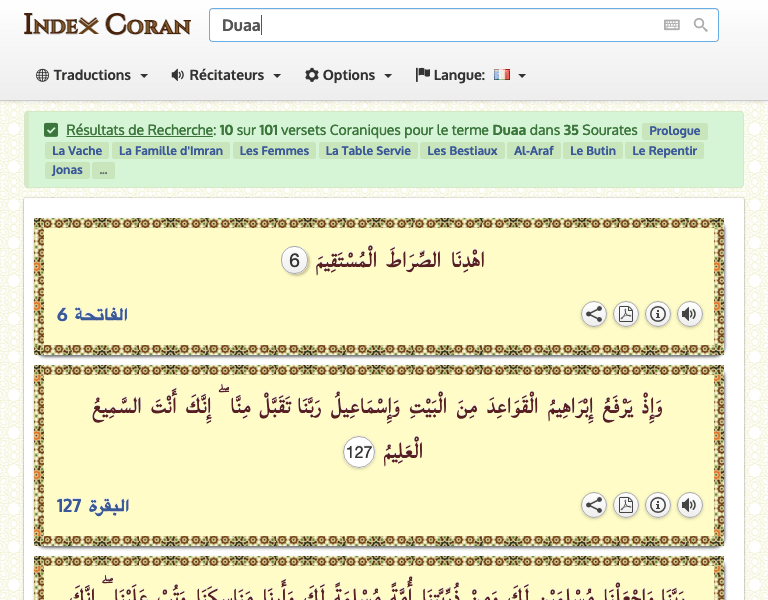 INDEX CORAN
Duaa
Traductions
Récitateurs
Options
Langue:
Résultats de Recherche: 10 sur 101 versets Coraniques pour le terme Duaa dans 35 Sourates Prologue
La Vache La Famille d'Imran Les Femmes La Table Servie Les Bestiaux Al-Araf Le Butin Le Repentir
Jonas ...
اهْدِنَا الصِّرَاطَ الْمُسْتَقِيمَ 6
الفاتحة 6
وَإِذْ يَرْفَعُ إِبْرَاهِيمُ الْقَوَاعِدَ مِنَ الْبَيْتِ وَإِسْمَاعِيلُ رَبَّنَا تَقَبَّلْ مِنَّا ۖ إِنَّكَ أَنْتَ السَّمِيعُ
الْعَلِيمُ 127
البقرة 127
رَبَّنَا وَاجْعَلْنَا مُسْلِمَيْنِ لَكَ وَمِنْ ذُرِّيَّتِنَا أُمَّةً مُسْلِمَةً لَكَ وَأَرِنَا مَنَاسِكَنَا وَتُبْ عَلَيْنَا ۖ إِنَّكَ